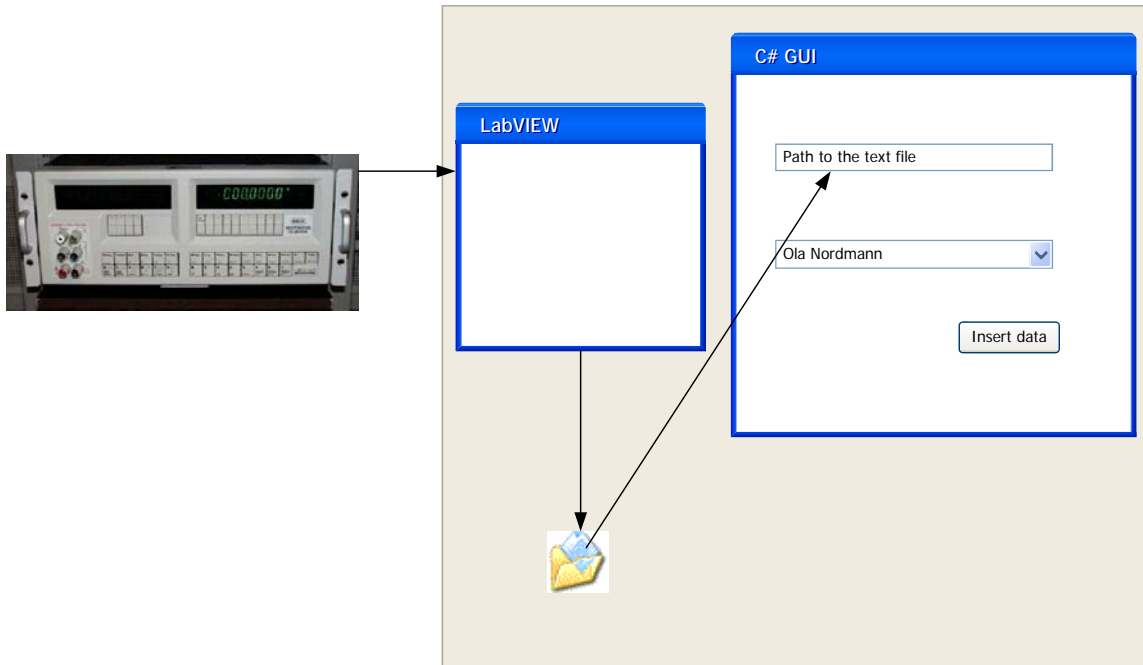 C# GUI
LabVIEW
Path to the text file
Ola Nordmann
Insert data